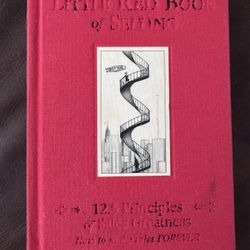 LITTLE RED BOOK
of SELLING
12.5 Principles
of Sales Greatness
How to make sales FOREVER